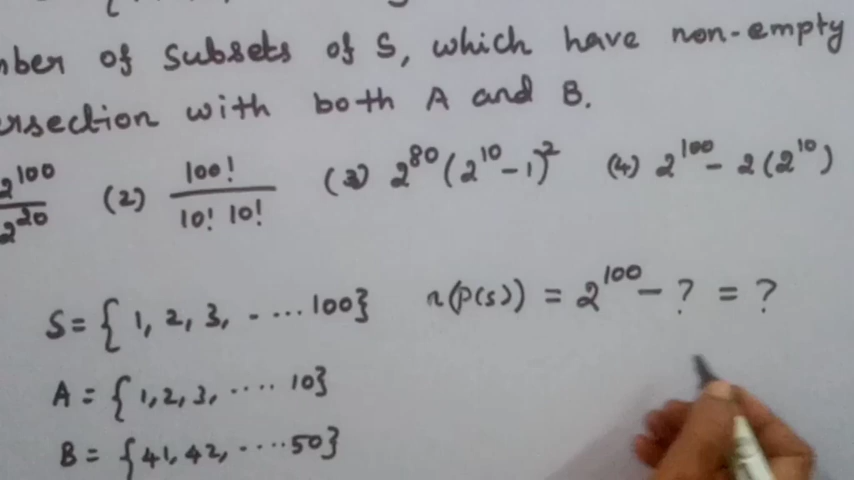 of subsets of S, which have non-empty
with both A and B.
2^100 / 2^20 (2) 100! / 10! 10! (3) 2^80 (2^10 - 1)^2 (4) 2^100 - 2(2^10)
S = { 1, 2, 3, - .... 100} n(P(S)) = 2^100 - ? = ?
A = { 1, 2, 3, .... 10}
B = {41, 42, .... 50}